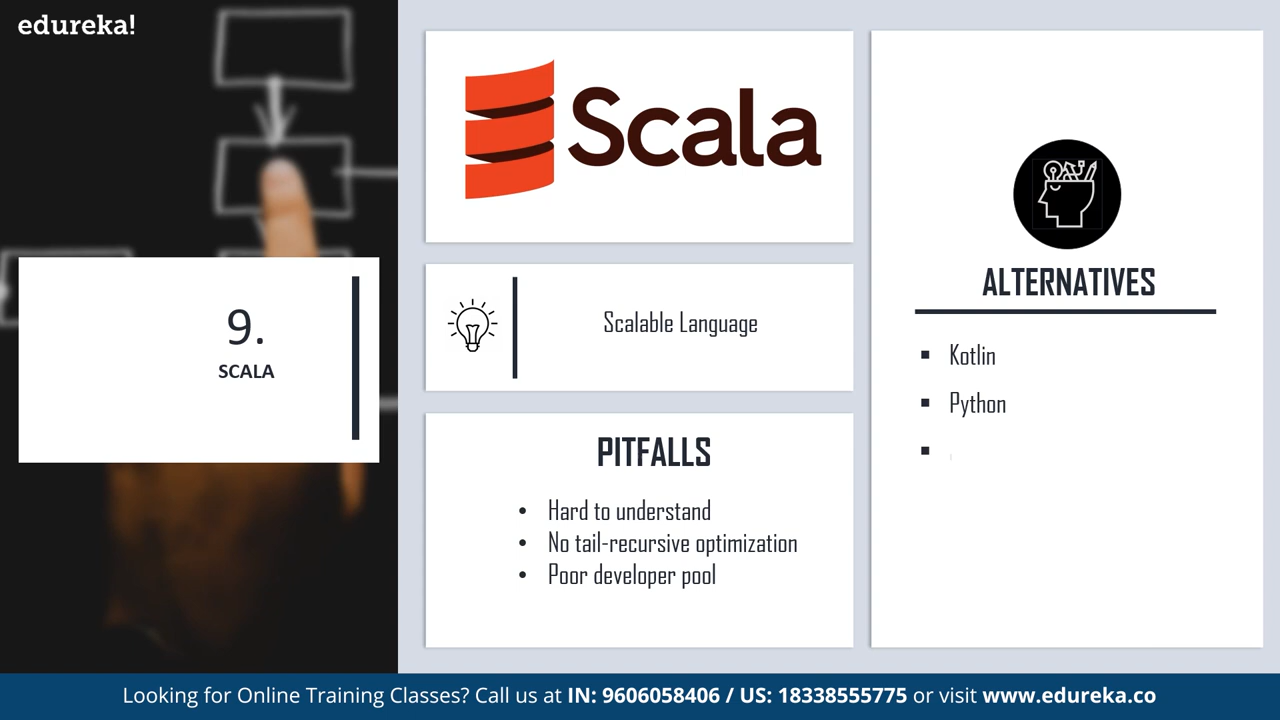 edureka!
9.
SCALA
Scala
Scalable Language
PITFALLS
• Hard to understand
• No tail-recursive optimization
• Poor developer pool
ALTERNATIVES
▪ Kotlin
▪ Python
▪
Looking for Online Training Classes? Call us at IN: 9606058406 / US: 18338555775 or visit www.edureka.co